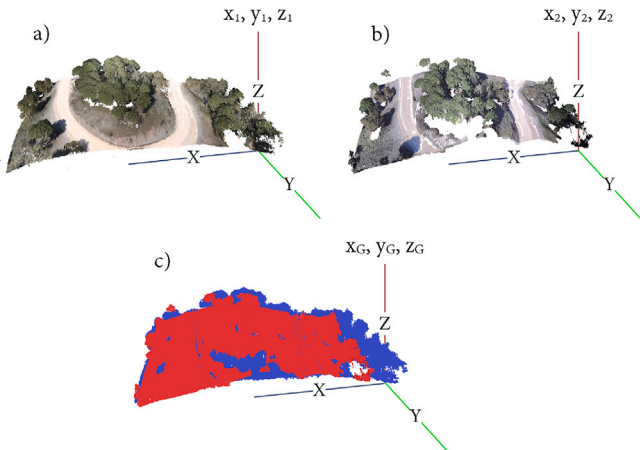 a)
x1, y1, z1
Z
X
Y
b)
x2, y2, z2
Z
X
Y
c)
xG, yG, zG
Z
X
Y